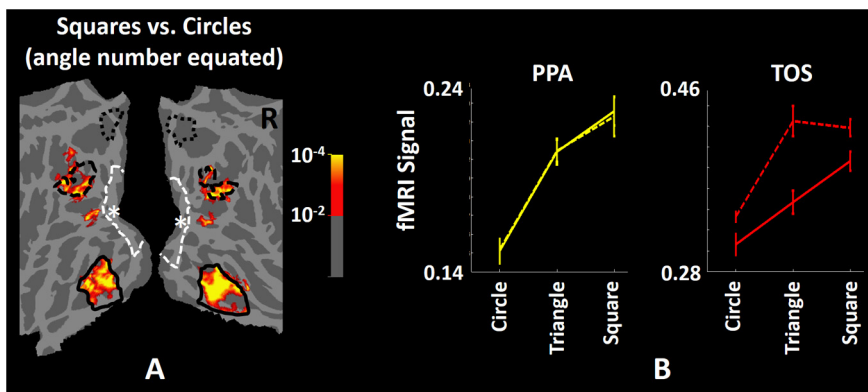 Squares vs. Circles
(angle number equated)
R
10-4
10-2
*
*
A
PPA
TOS
fMRI Signal
0.24
0.14
0.46
0.28
Circle
Triangle
Square
Circle
Triangle
Square
B